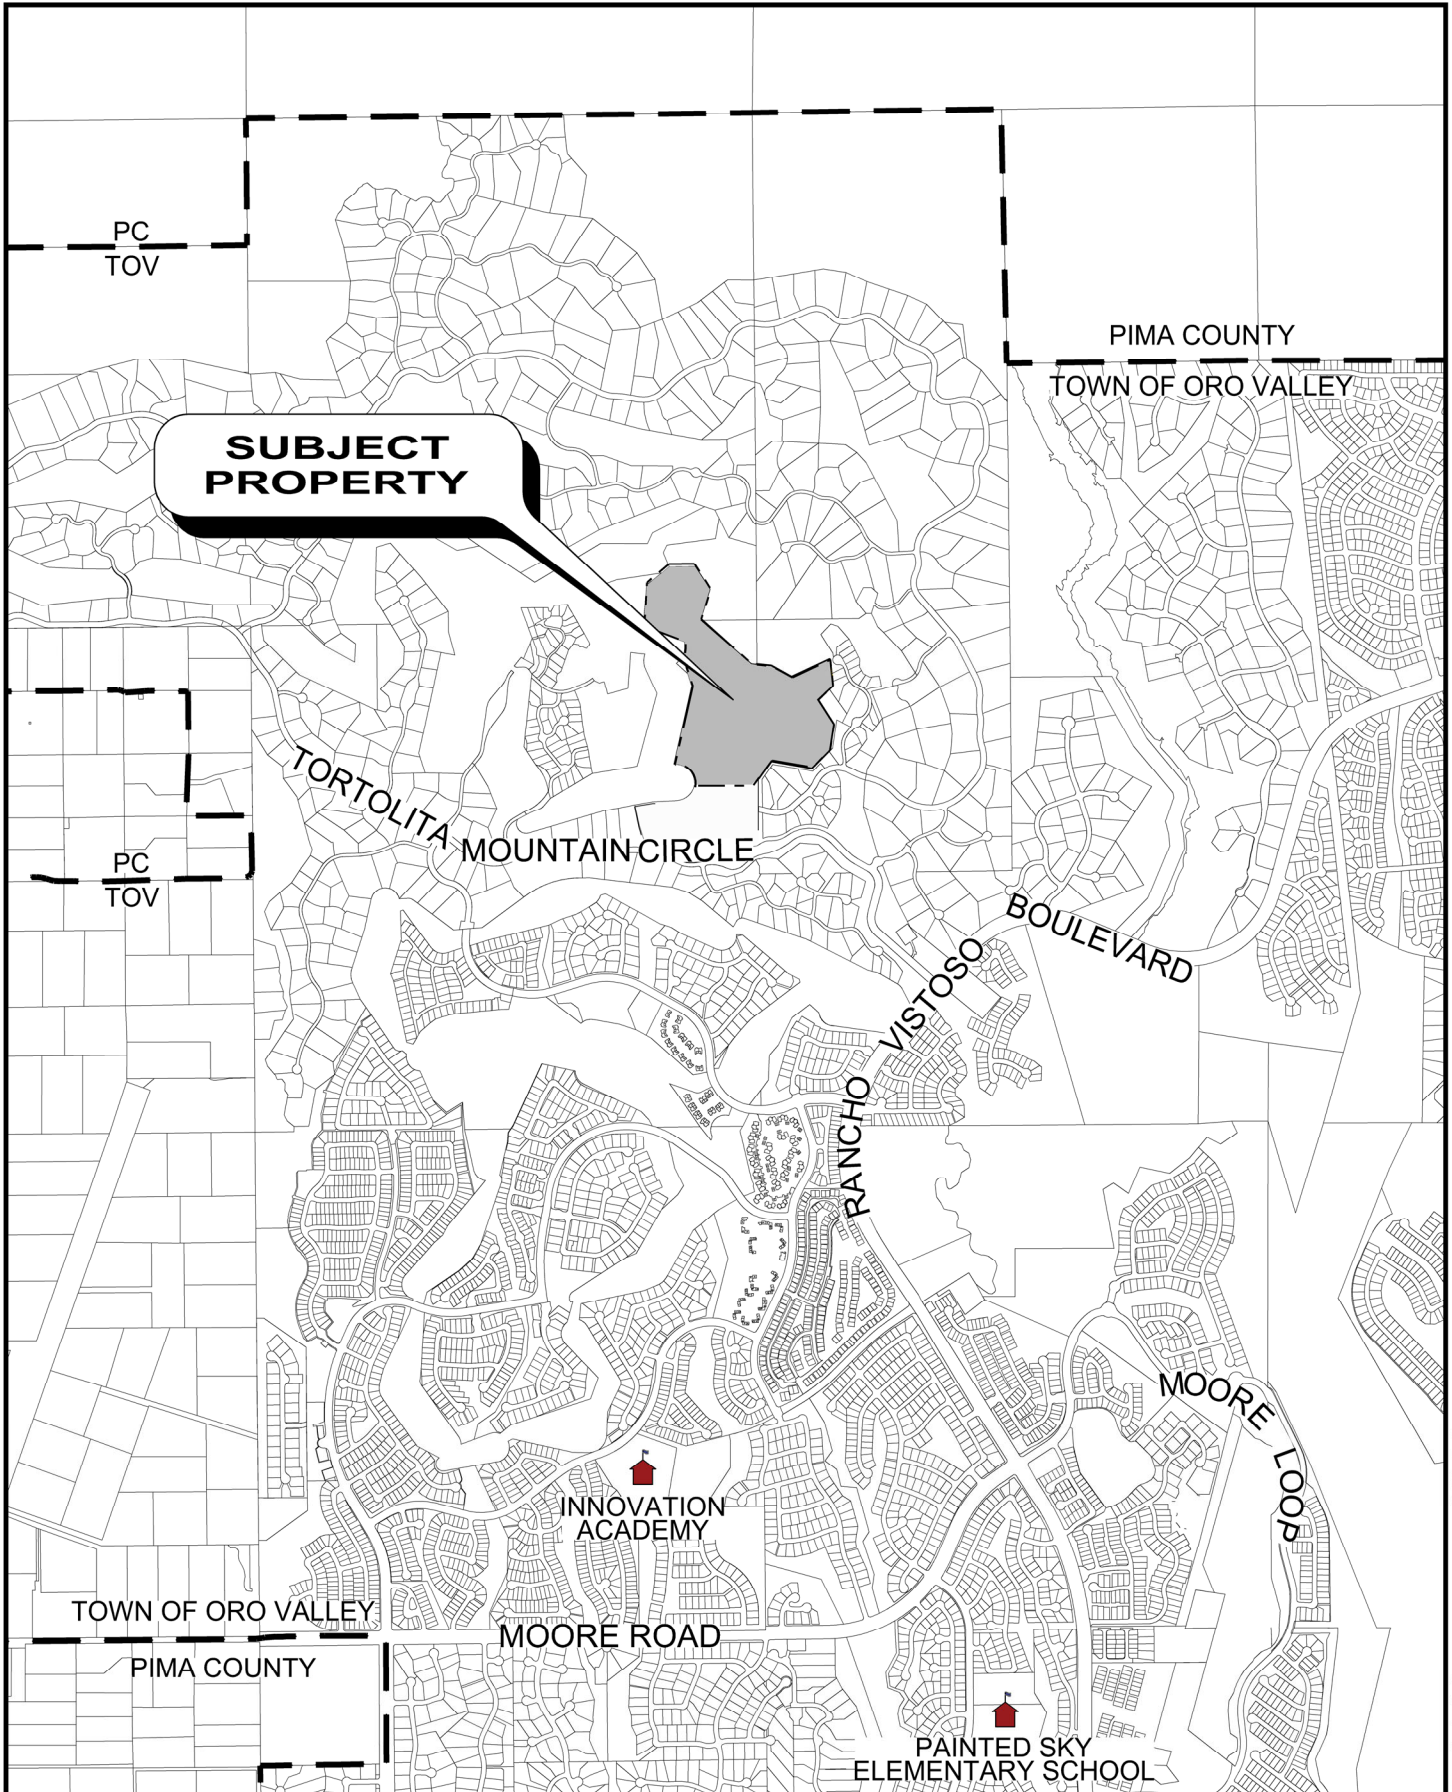 PC
TOV
PIMA COUNTY
TOWN OF ORO VALLEY
SUBJECT
PROPERTY
TORTOLITA
MOUNTAIN CIRCLE
PC
TOV
BOULEVARD
VISTOSO
RANCHO
MOORE
LOOP
INNOVATION
ACADEMY
TOWN OF ORO VALLEY
MOORE ROAD
PIMA COUNTY
PAINTED SKY
ELEMENTARY SCHOOL